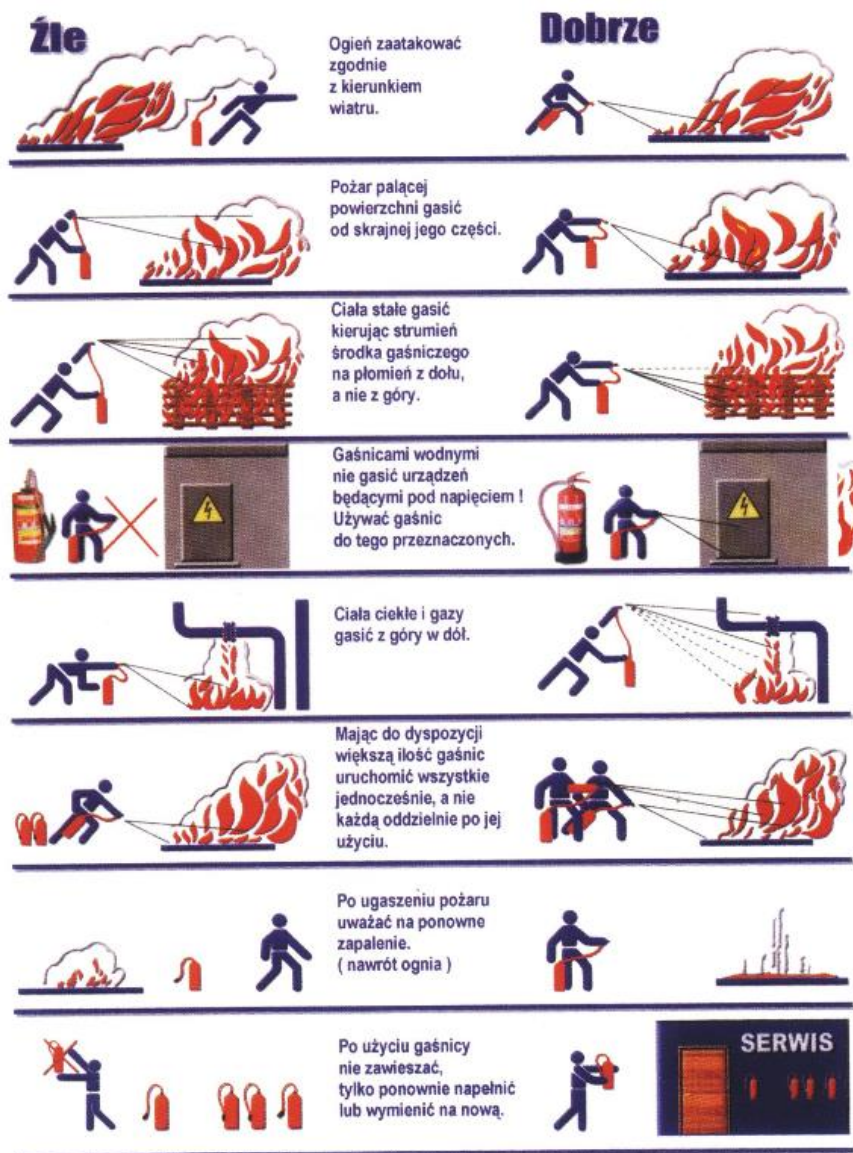 Źle
Dobrze
Ogień zaatakować
zgodnie
z kierunkiem
wiatru.
Pożar palącej
powierzchni gasić
od skrajnej jego części.
Ciała stałe gasić
kierując strumień
środka gaśniczego
na płomień z dołu,
a nie z góry.
Gaśnicami wodnymi
nie gasić urządzeń
będącymi pod napięciem !
Używać gaśnic
do tego przeznaczonych.
Ciała ciekłe i gazy
gasić z góry w dół.
Mając do dyspozycji
większą ilość gaśnic
uruchomić wszystkie
jednocześnie, a nie
każdą oddzielnie po jej
użyciu.
Po ugaszeniu pożaru
uważać na ponowne
zapalenie.
( nawrót ognia )
Po użyciu gaśnicy
nie zawieszać,
tylko ponownie napełnić
lub wymienić na nową.
SERWIS